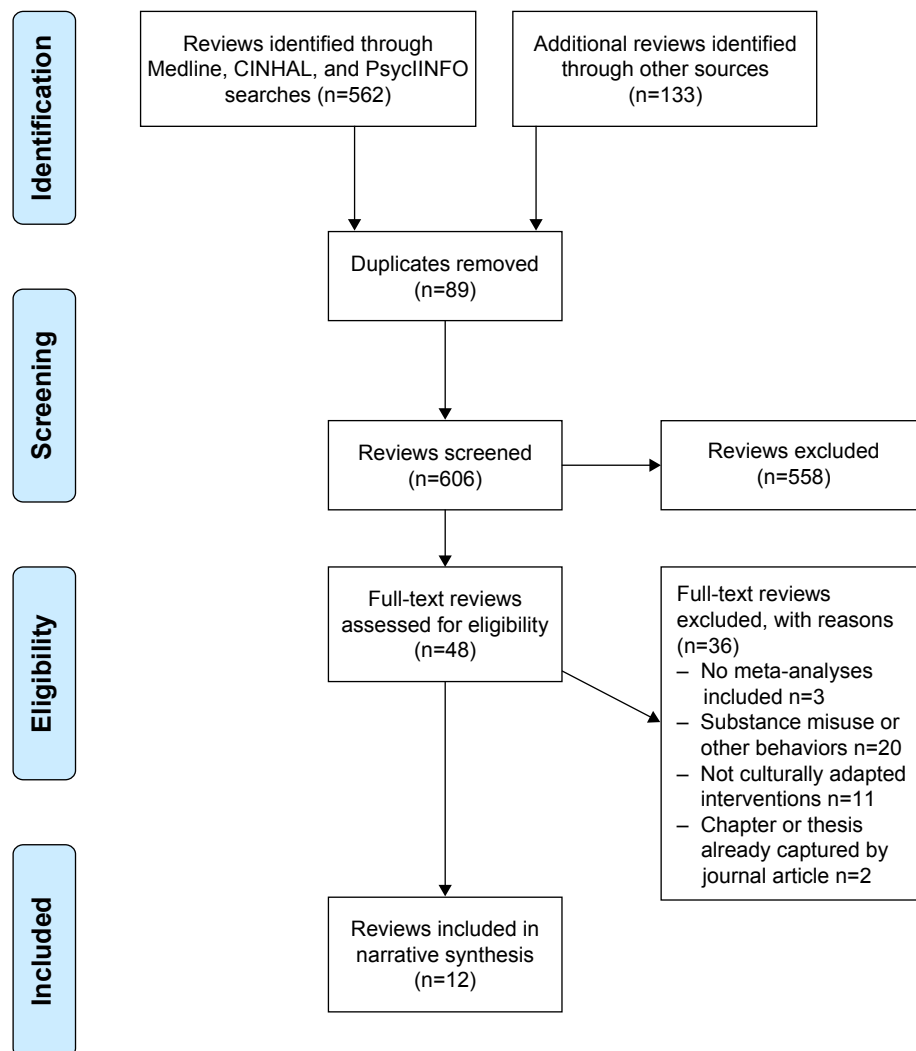 Identification
Reviews identified through
Medline, CINHAL, and PsycIINFO
searches (n=562)
Additional reviews identified
through other sources
(n=133)
Duplicates removed
(n=89)
Screening
Reviews screened
(n=606)
Reviews excluded
(n=558)
Eligibility
Full-text reviews
assessed for eligibility
(n=48)
Full-text reviews
excluded, with reasons
(n=36)
– No meta-analyses
included n=3
– Substance misuse or
other behaviors n=20
– Not culturally adapted
interventions n=11
– Chapter or thesis
already captured by
journal article n=2
Included
Reviews included in
narrative synthesis
(n=12)